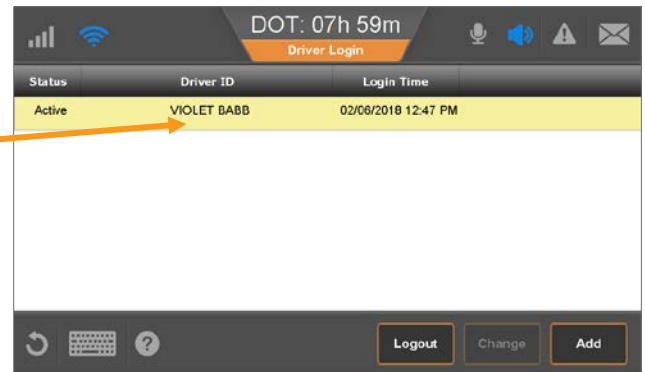 DOT: 07h 59m
Driver Login
Status Driver ID Login Time
Active VIOLET BABB 02/06/2018 12:47 PM
? Logout Change Add